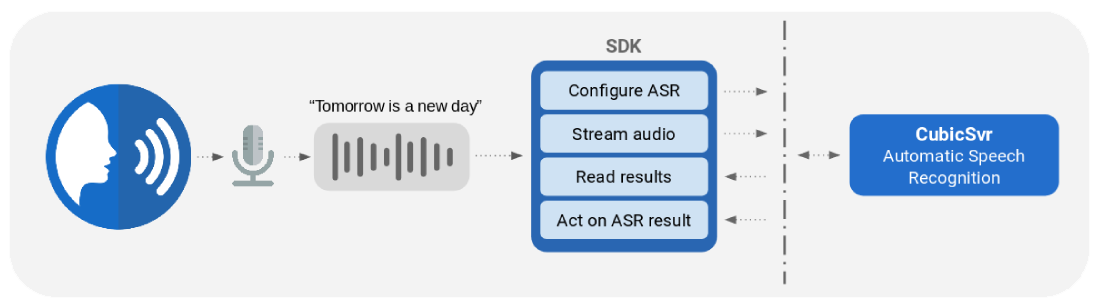 “Tomorrow is a new day”
SDK
Configure ASR
Stream audio
Read results
Act on ASR result
CubicSvr
Automatic Speech
Recognition